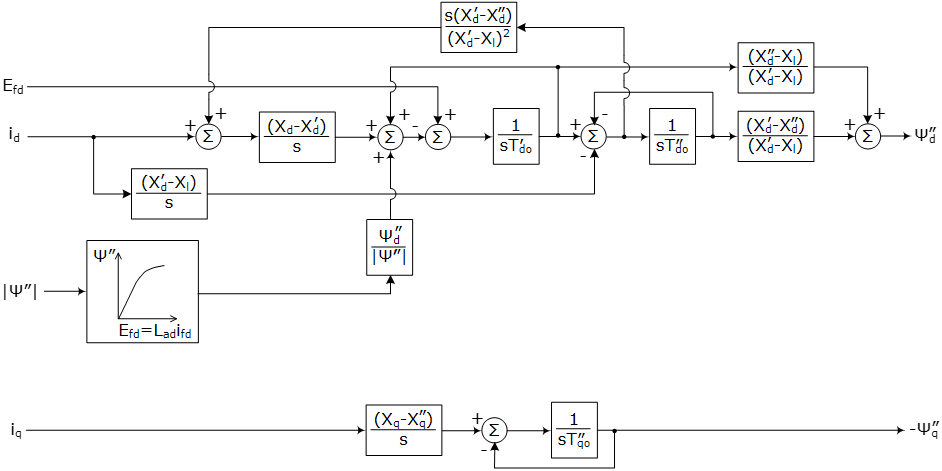 s(X′d-X″d)
(X′d-Xl)²
Efd
+
+
+
+
-
+
+
+
-
-
+
id
Σ
(Xd-X′d)
s
Σ
Σ
1
sT′do
Σ
1
sT″do
(X″d-Xl)
(X′d-Xl)
(X′d-X″d)
(X′d-Xl)
+
+
Σ
Ψ″d
(X′d-Xl)
s
Ψ″d
|Ψ″|
|Ψ″|
Ψ″
Efd=Ladifd
iq
(Xq-X″q)
s
+
-
Σ
1
sT″qo
-Ψ″q